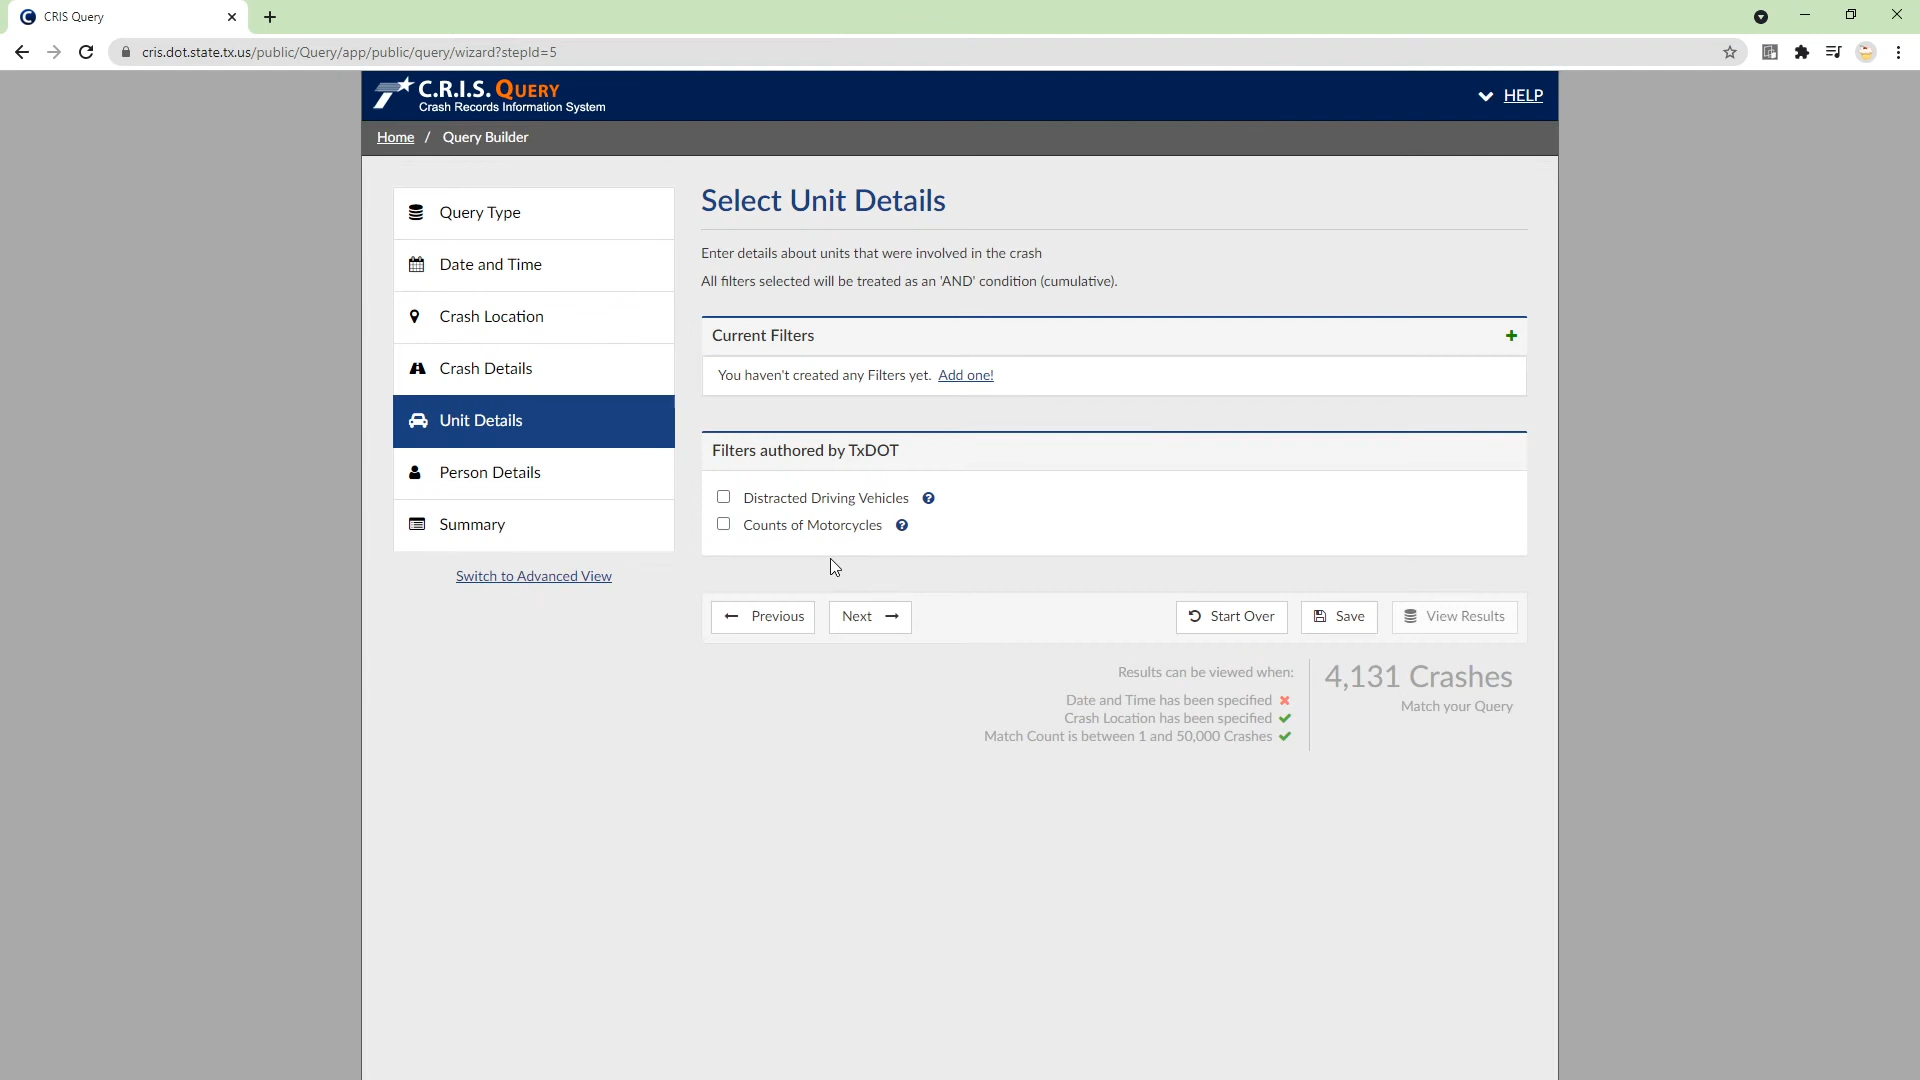 CRIS Query
cris.dot.state.tx.us/public/Query/app/public/query/wizard?stepId=5
C.R.I.S. QUERY
Crash Records Information System
HELP
Home / Query Builder
Query Type
Date and Time
Crash Location
Crash Details
Unit Details
Person Details
Summary
Switch to Advanced View
Select Unit Details
Enter details about units that were involved in the crash
All filters selected will be treated as an 'AND' condition (cumulative).
Current Filters
You haven't created any Filters yet. Add one!
Filters authored by TxDOT
Distracted Driving Vehicles
Counts of Motorcycles
Previous
Next
Start Over
Save
View Results
Results can be viewed when:
Date and Time has been specified
Crash Location has been specified
Match Count is between 1 and 50,000 Crashes
4,131 Crashes
Match your Query